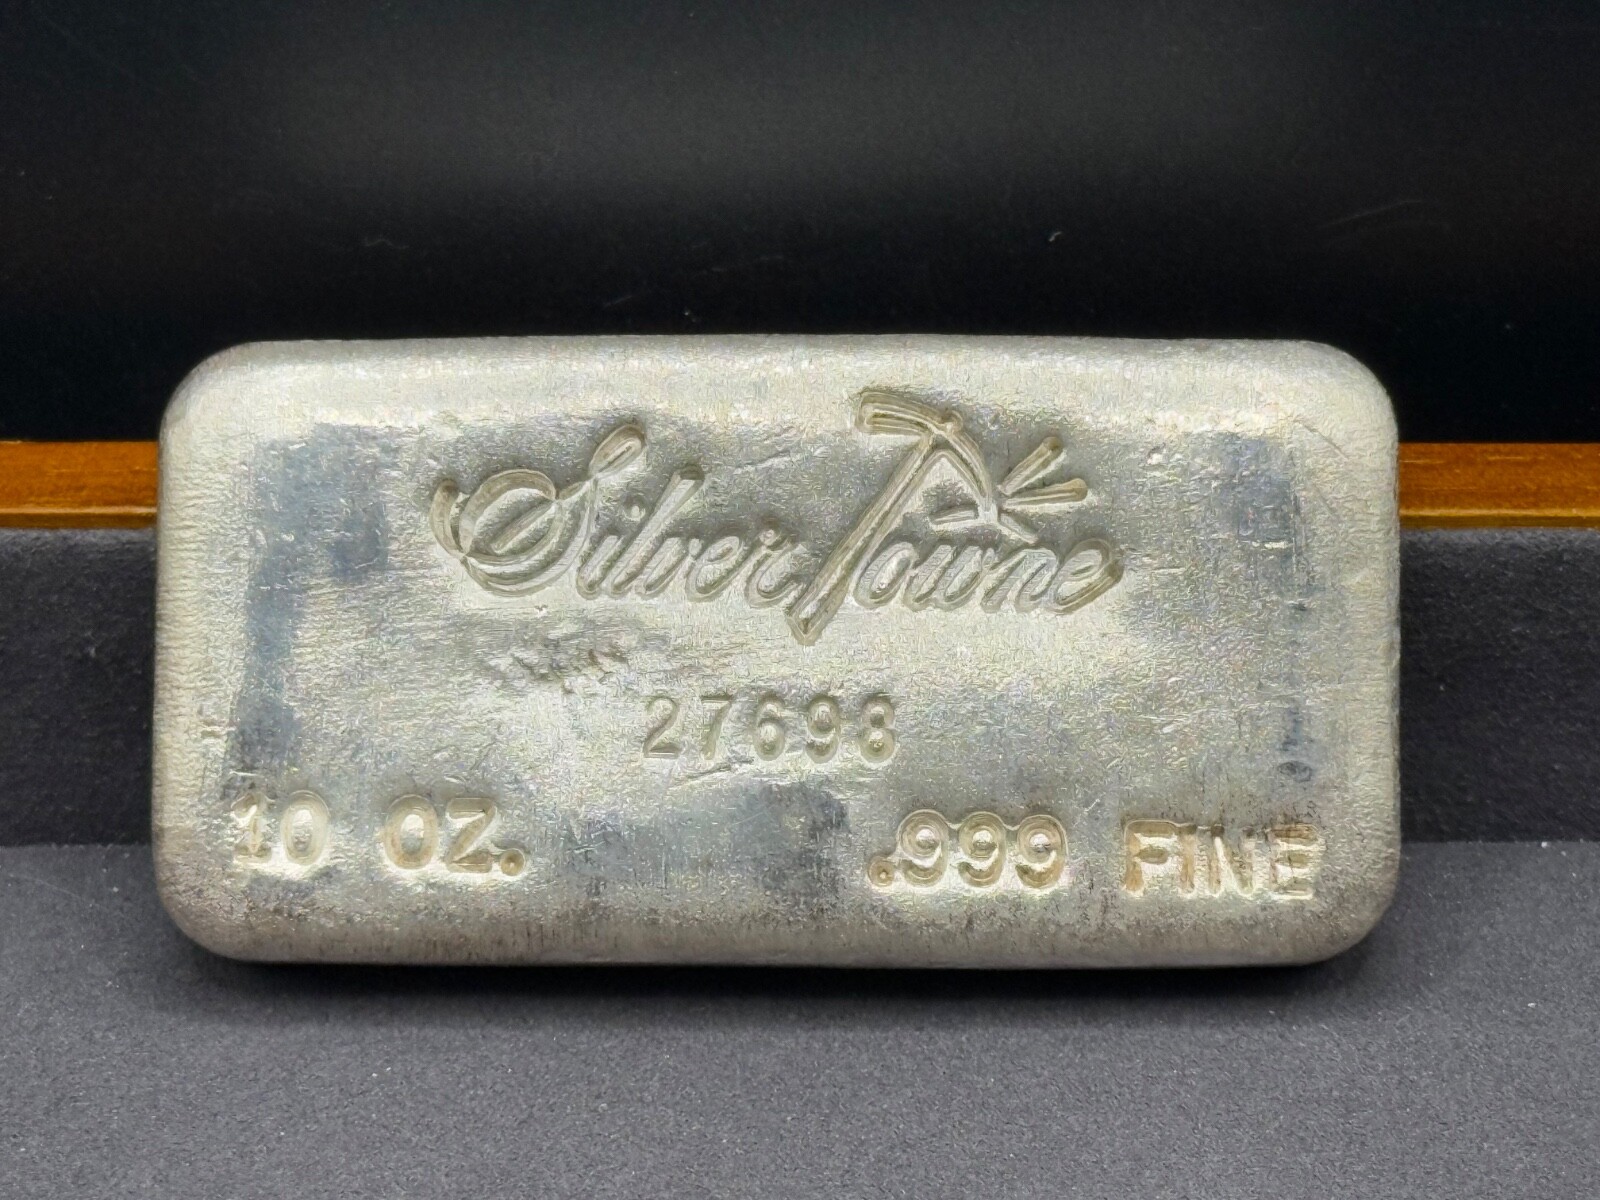 SilverTowne
27698
10 OZ. .999 FINE